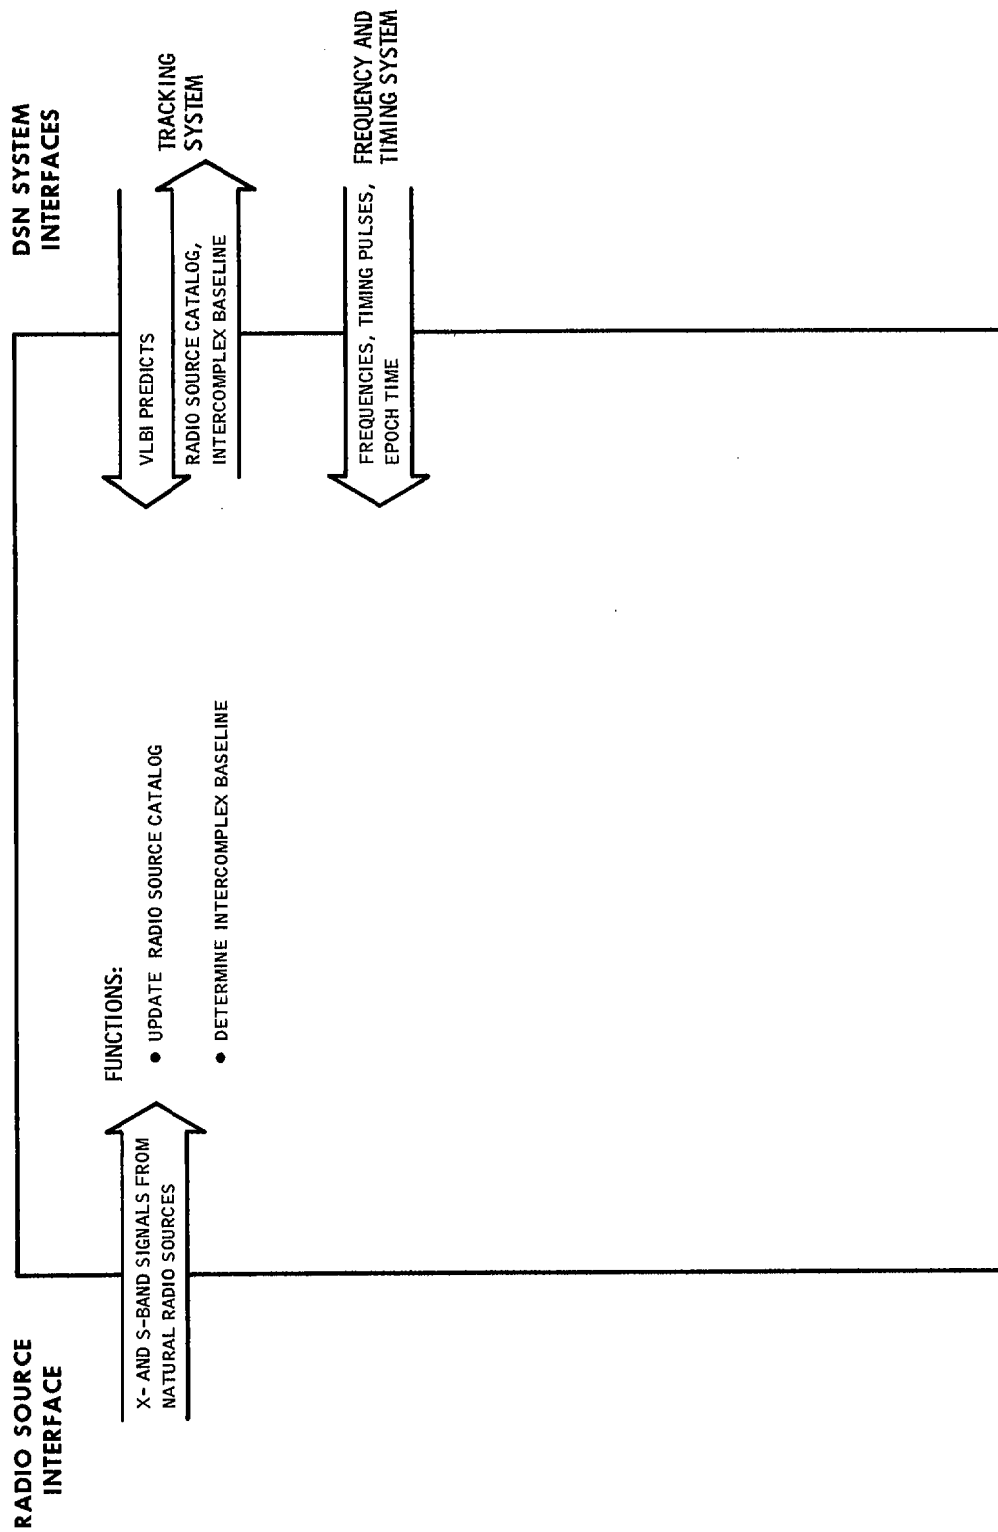 RADIO SOURCE
INTERFACE
X- AND S-BAND SIGNALS FROM
NATURAL RADIO SOURCES
FUNCTIONS:
● UPDATE RADIO SOURCE CATALOG
● DETERMINE INTERCOMPLEX BASELINE
DSN SYSTEM
INTERFACES
VLBI PREDICTS
RADIO SOURCE CATALOG,
INTERCOMPLEX BASELINE
TRACKING
SYSTEM
FREQUENCIES, TIMING PULSES,
EPOCH TIME
FREQUENCY AND
TIMING SYSTEM